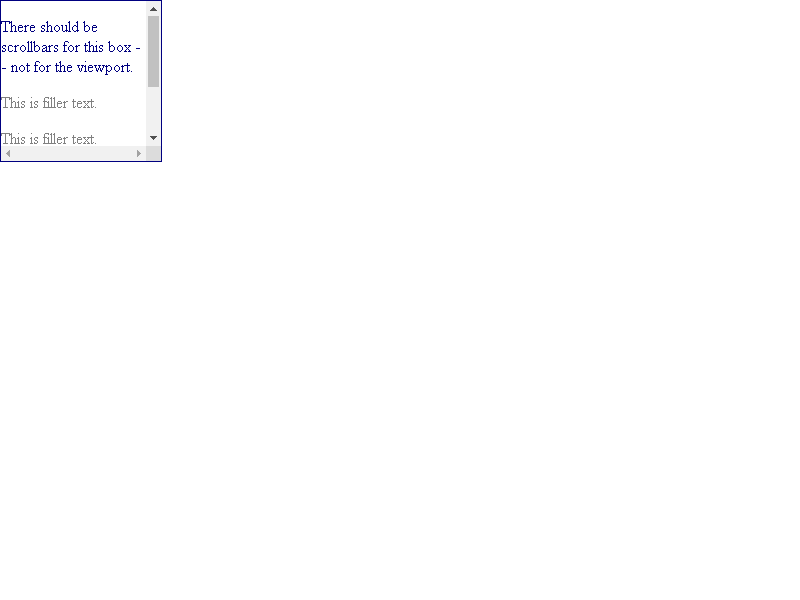 There should be
scrollbars for this box -
- not for the viewport.
This is filler text.
This is filler text.